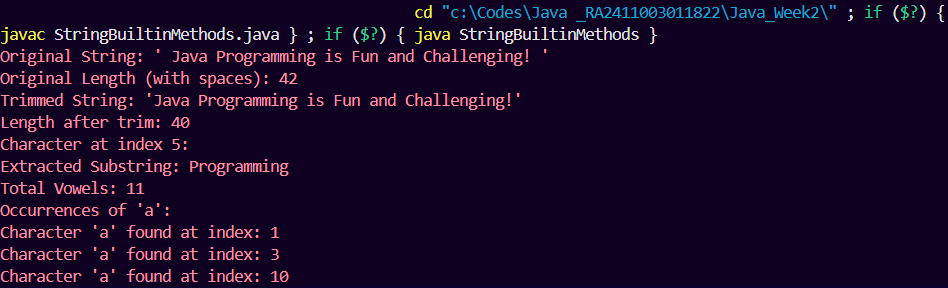 cd "c:\Codes\Java _RA2411003011822\Java_Week2\" ; if ($?) {
javac StringBuiltinMethods.java } ; if ($?) { java StringBuiltinMethods }
Original String: ' Java Programming is Fun and Challenging! '
Original Length (with spaces): 42
Trimmed String: 'Java Programming is Fun and Challenging!'
Length after trim: 40
Character at index 5:
Extracted Substring: Programming
Total Vowels: 11
Occurrences of 'a':
Character 'a' found at index: 1
Character 'a' found at index: 3
Character 'a' found at index: 10